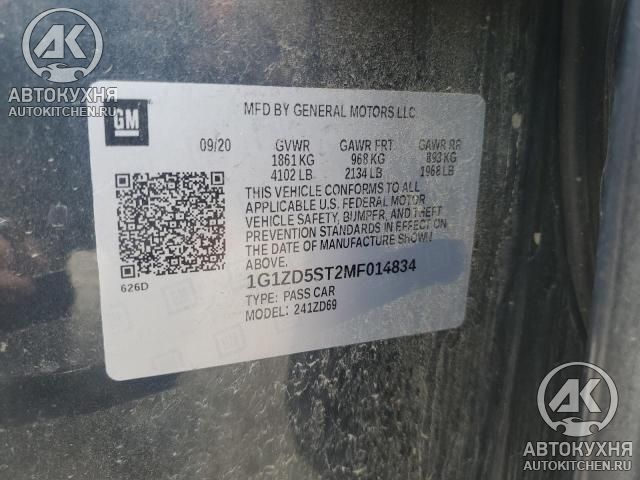 AK
АВТОКУХНЯ
AUTOKITCHEN.RU
GM
MFD BY GENERAL MOTORS LLC
09/20 GVWR GAWR FRT GAWR RR
1861 KG 968 KG 893 KG
4102 LB 2134 LB 1968 LB
THIS VEHICLE CONFORMS TO ALL
APPLICABLE U.S. FEDERAL MOTOR
VEHICLE SAFETY, BUMPER, AND THEFT
PREVENTION STANDARDS IN EFFECT ON
THE DATE OF MANUFACTURE SHOWN
ABOVE.
626D
1G1ZD5ST2MF014834
TYPE: PASS CAR
MODEL: 241ZD69
AK
АВТОКУХНЯ
AUTOKITCHEN.RU